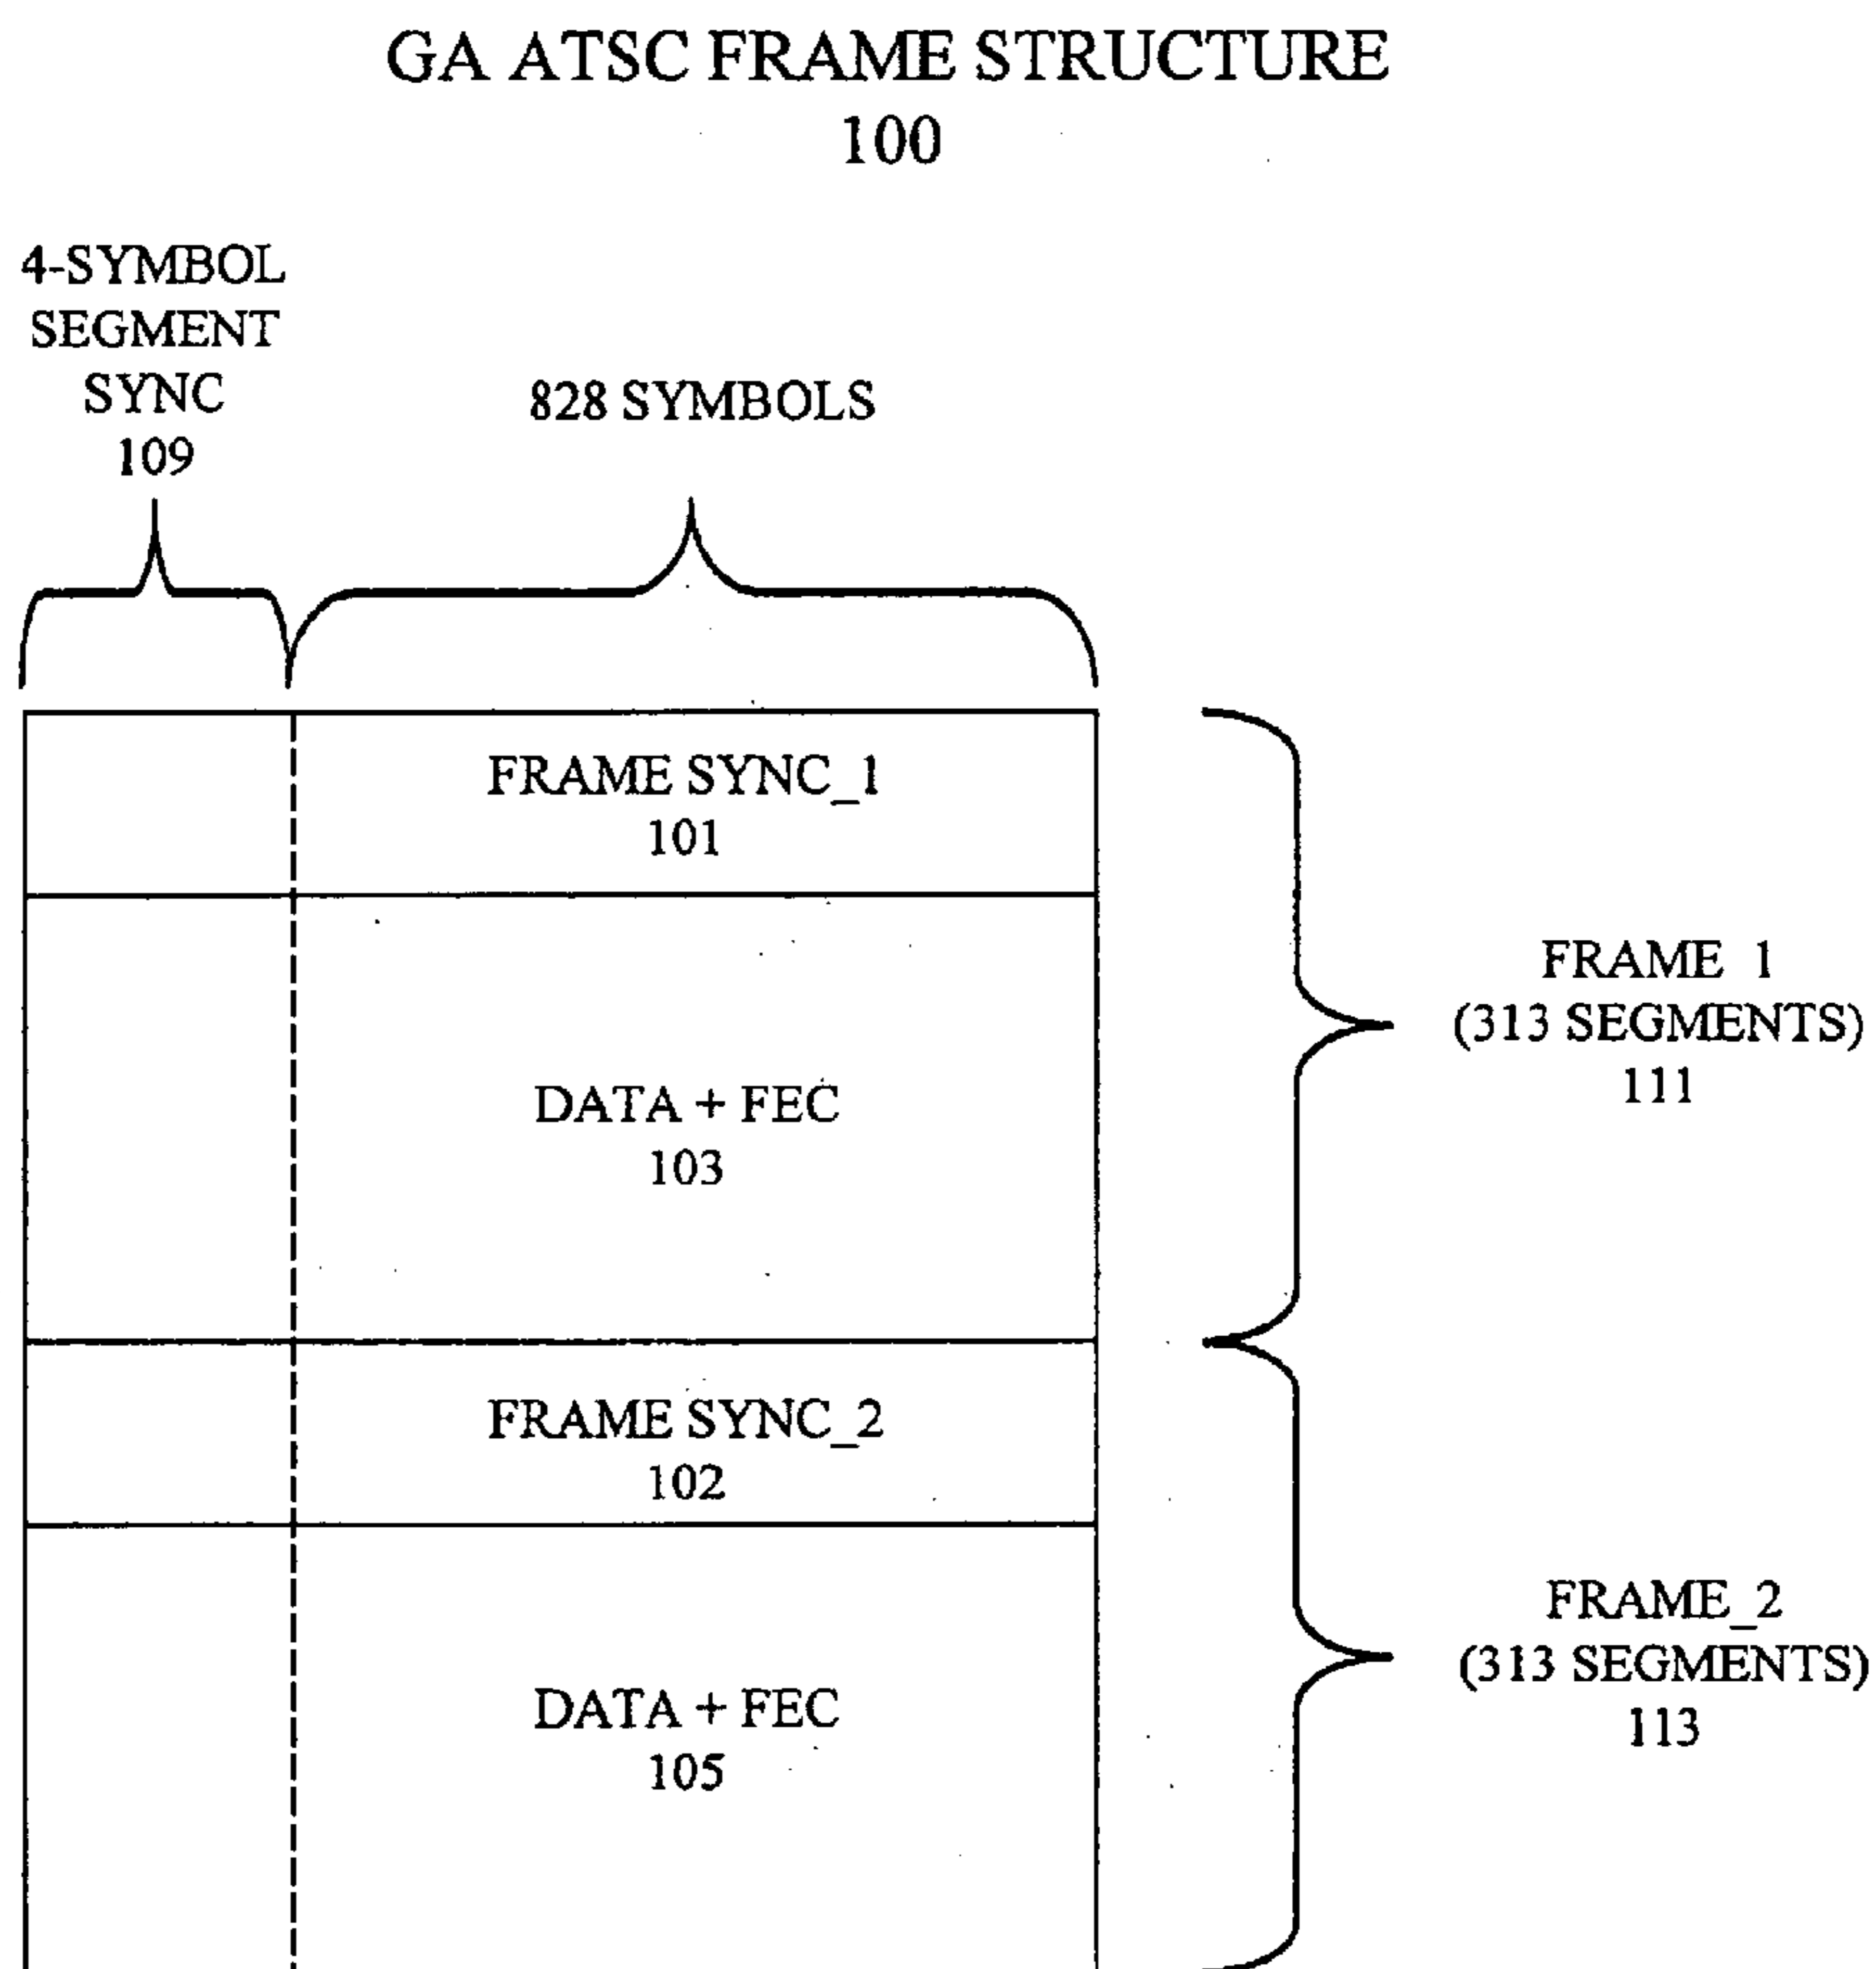 GA ATSC FRAME STRUCTURE
100
4-SYMBOL
SEGMENT
SYNC
109
828 SYMBOLS
FRAME SYNC_1
101
DATA + FEC
103
FRAME 1
(313 SEGMENTS)
111
FRAME SYNC_2
102
DATA + FEC
105
FRAME_2
(313 SEGMENTS)
113